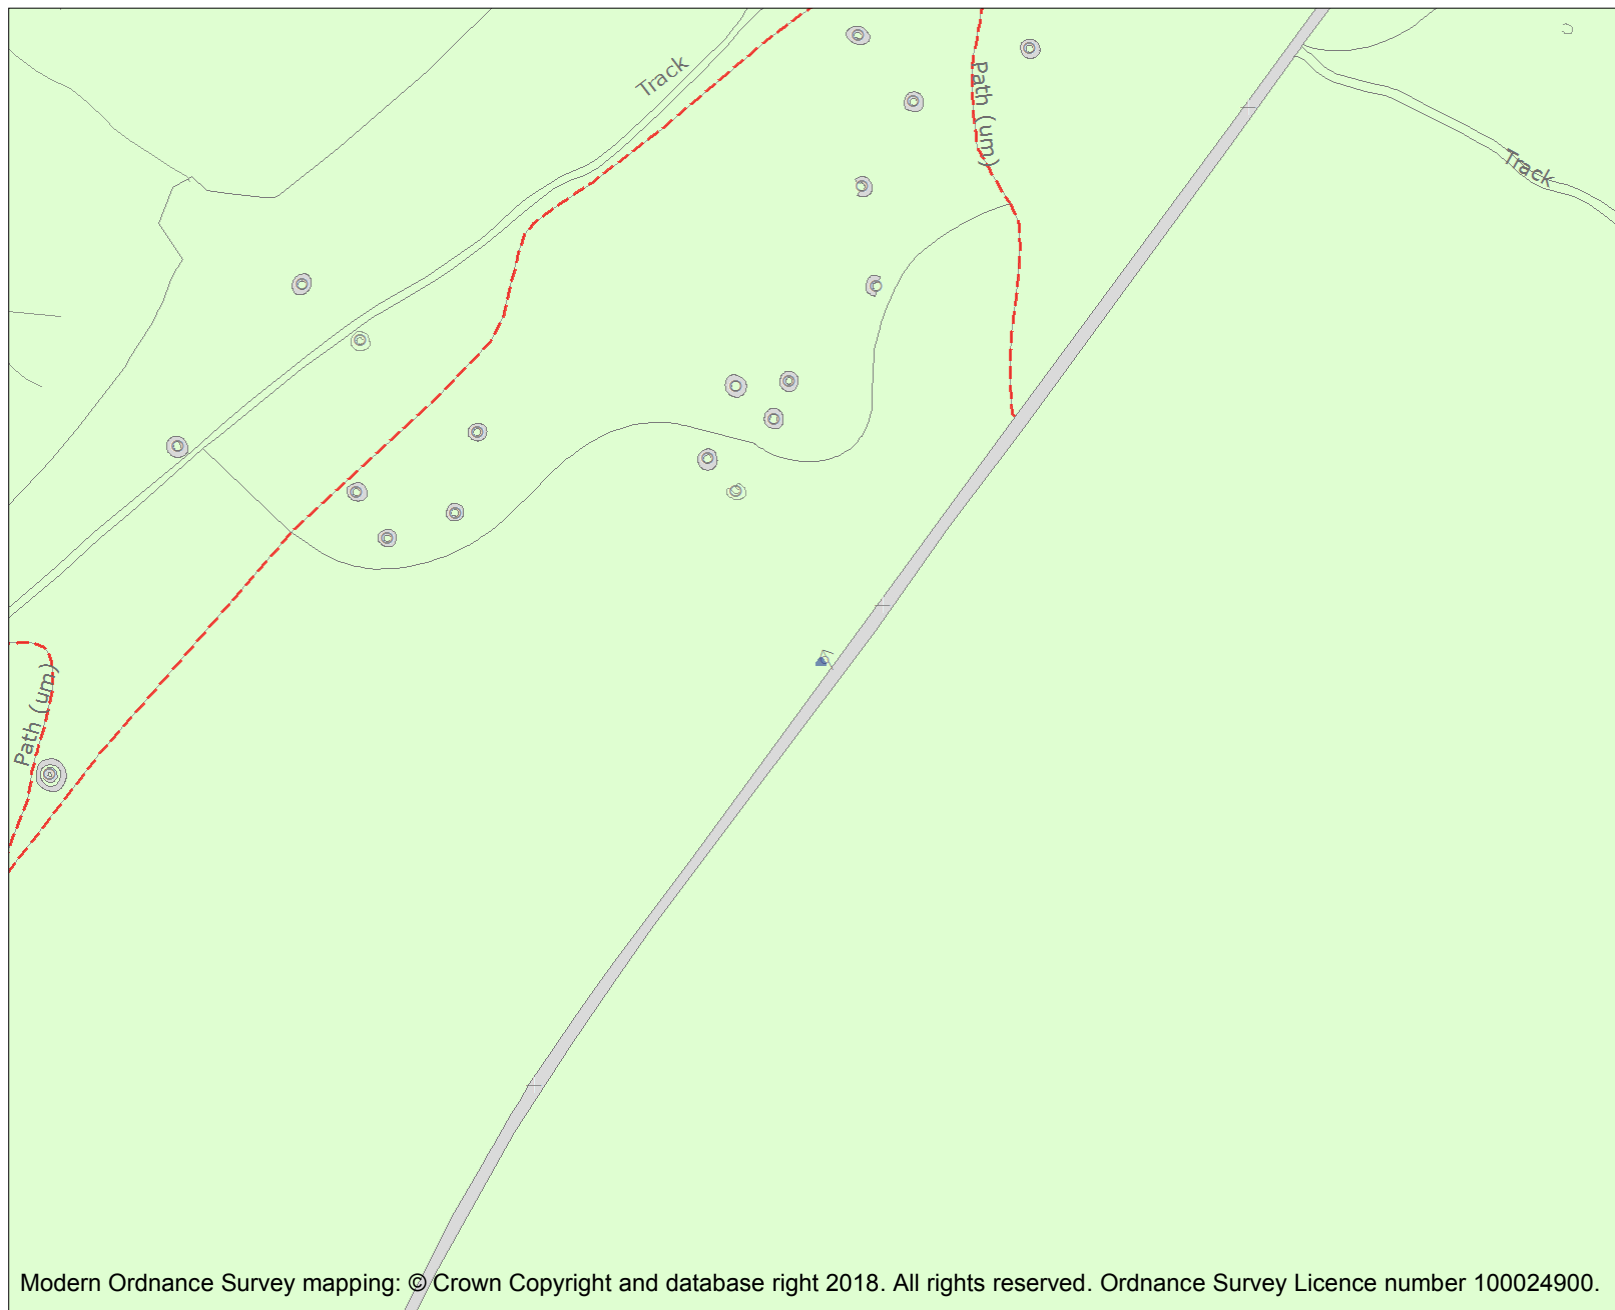 Track
Path (um)
Track
Path (um)
Modern Ordnance Survey mapping: © Crown Copyright and database right 2018. All rights reserved. Ordnance Survey Licence number 100024900.